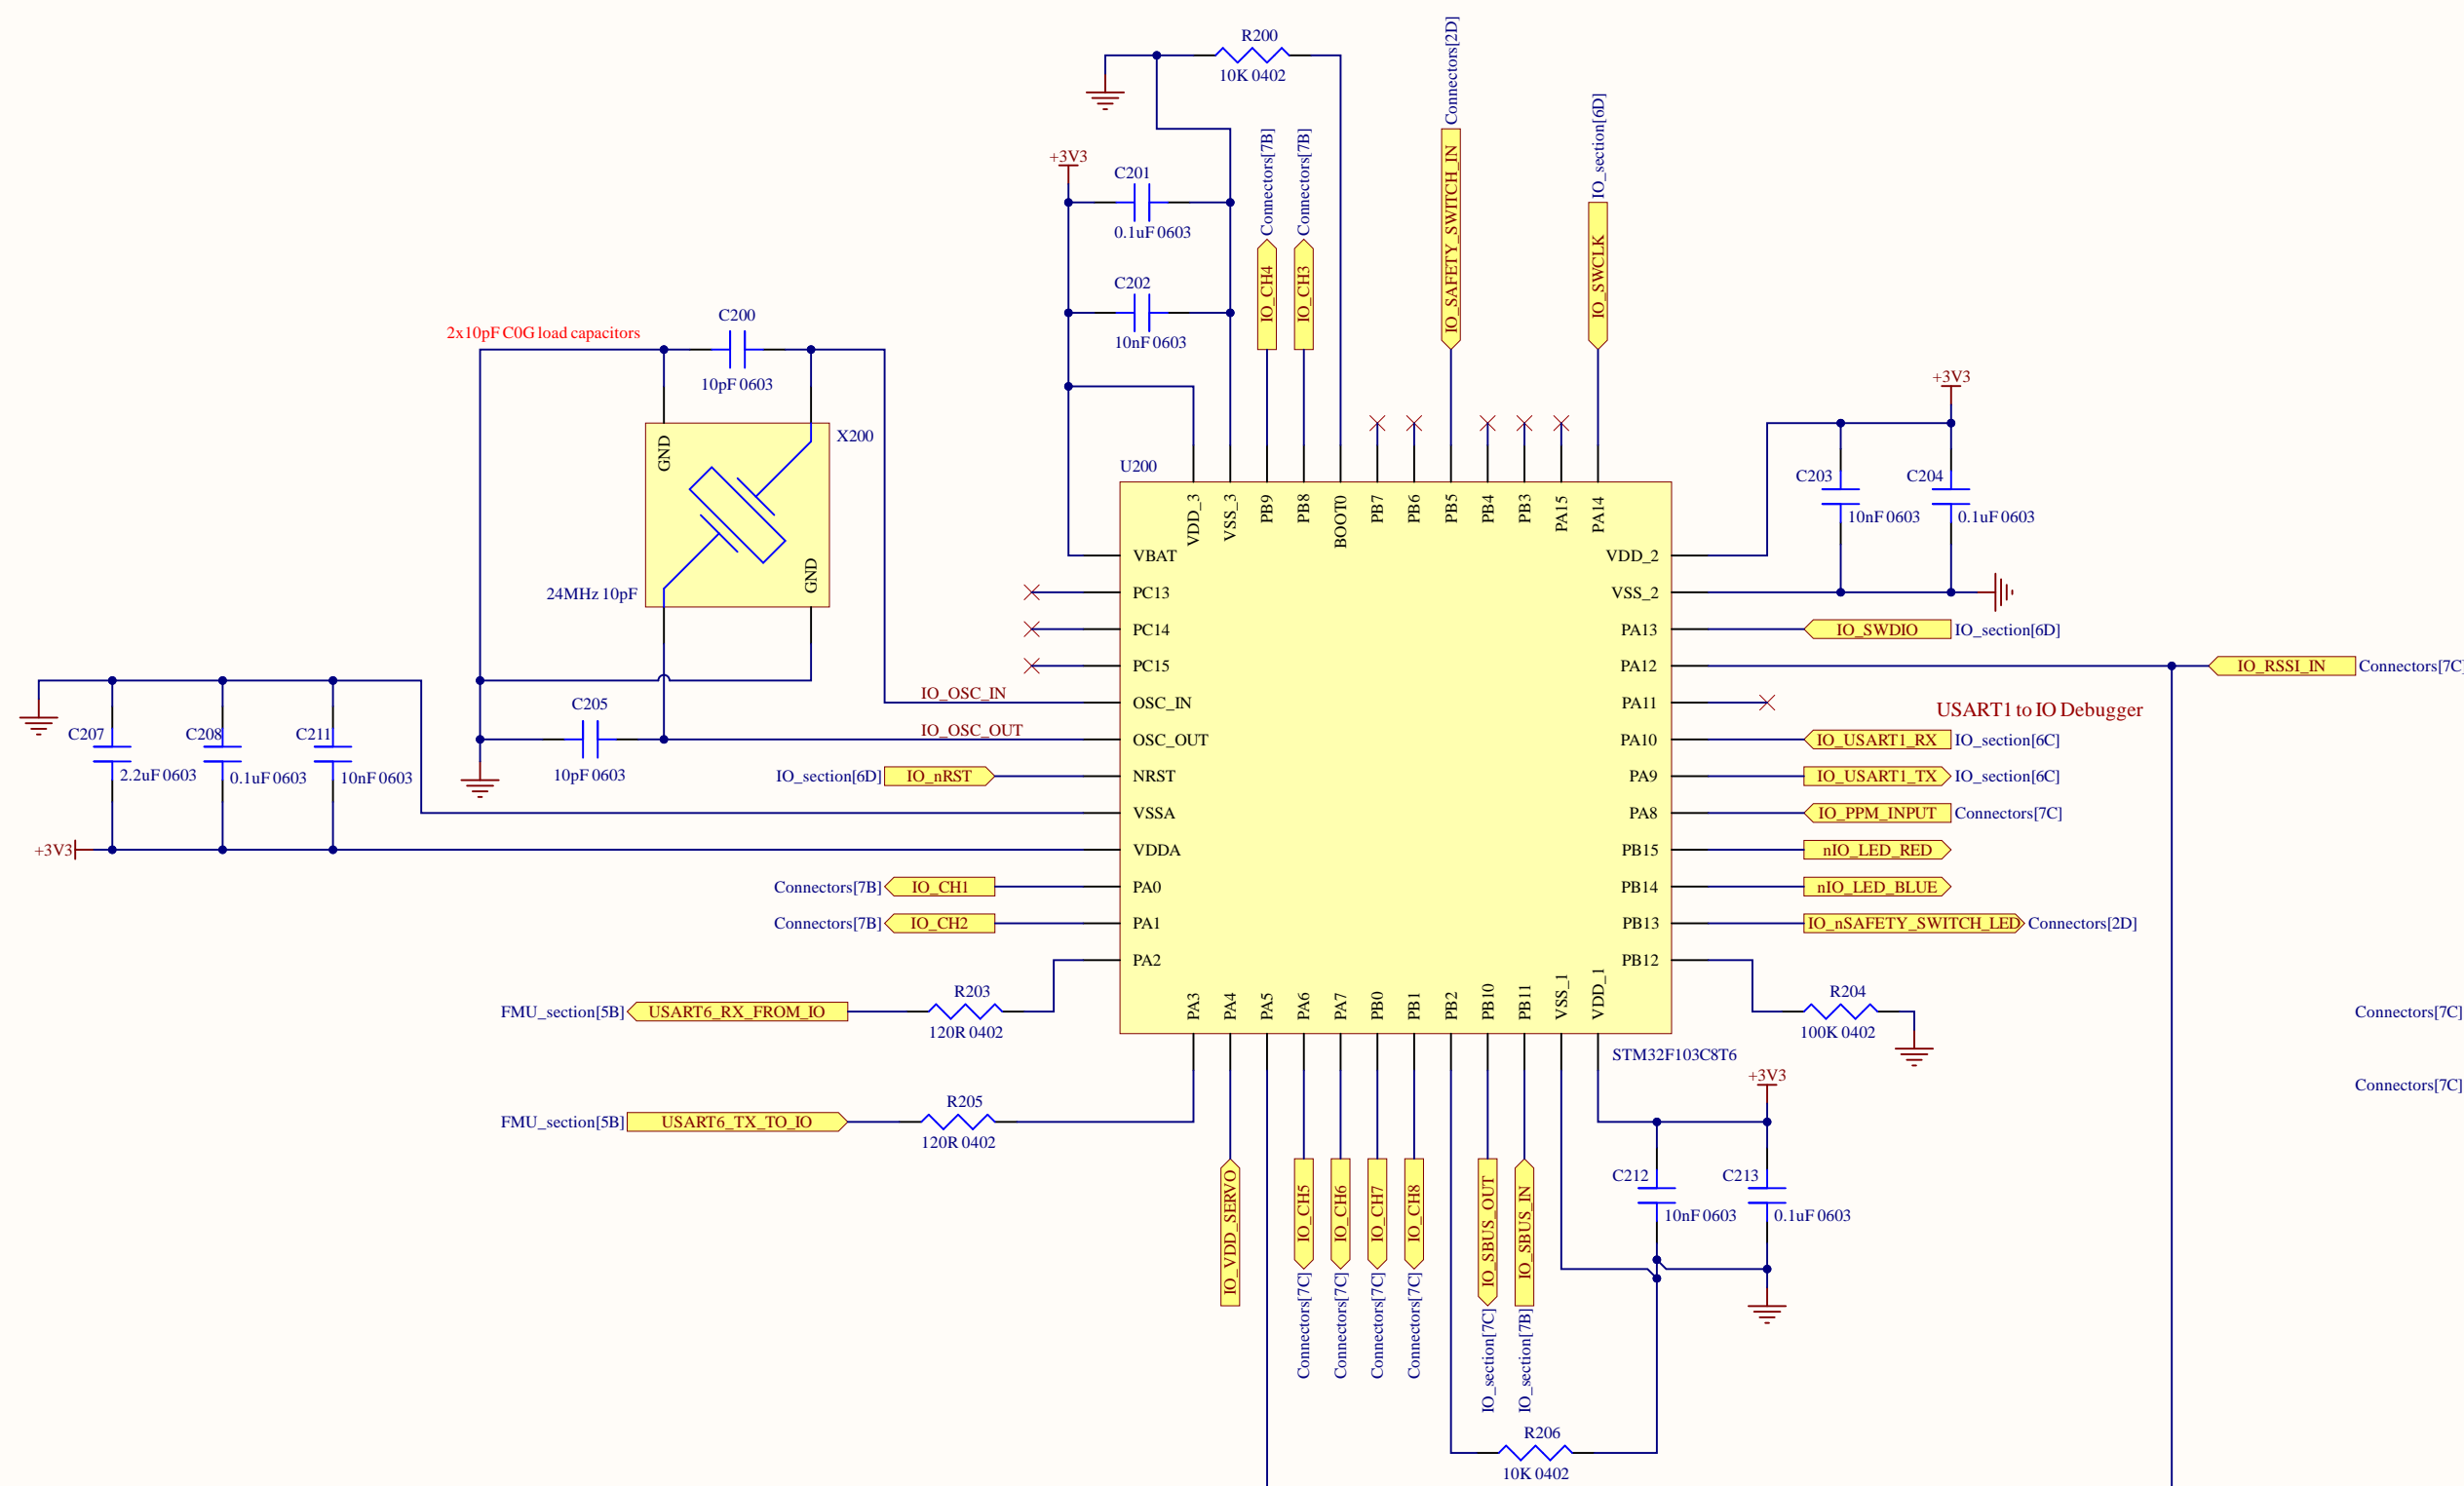 R200
10K 0402
Connectors[2D]
IO_SAFETY_SWITCH_IN
IO_section[6D]
IO_SWCLK
+3V3
C201
0.1uF 0603
C202
10nF 0603
Connectors[7B]
IO_CH4
Connectors[7B]
IO_CH3
2x10pF C0G load capacitors
C200
10pF 0603
X200
GND
GND
24MHz 10pF
C205
10pF 0603
IO_OSC_IN
IO_OSC_OUT
C207
2.2uF 0603
C208
0.1uF 0603
C211
10nF 0603
+3V3
IO_section[6D]
IO_nRST
Connectors[7B]
IO_CH1
Connectors[7B]
IO_CH2
FMU_section[5B]
USART6_RX_FROM_IO
R203
120R 0402
FMU_section[5B]
USART6_TX_TO_IO
R205
120R 0402
U200
VDD_3
VSS_3
PB9
PB8
BOOT0
PB7
PB6
PB5
PB4
PB3
PA15
PA14
VBAT
PC13
PC14
PC15
OSC_IN
OSC_OUT
NRST
VSSA
VDDA
PA0
PA1
PA2
PA3
PA4
PA5
PA6
PA7
PB0
PB1
PB2
PB10
PB11
VSS_1
VDD_1
VDD_2
VSS_2
PA13
PA12
PA11
PA10
PA9
PA8
PB15
PB14
PB13
PB12
STM32F103C8T6
+3V3
C203
10nF 0603
C204
0.1uF 0603
IO_SWDIO
IO_section[6D]
IO_RSSI_IN
Connectors[7C]
USART1 to IO Debugger
IO_USART1_RX
IO_section[6C]
IO_USART1_TX
IO_section[6C]
IO_PPM_INPUT
Connectors[7C]
nIO_LED_RED
nIO_LED_BLUE
IO_nSAFETY_SWITCH_LED
Connectors[2D]
R204
100K 0402
Connectors[7C]
Connectors[7C]
+3V3
C212
10nF 0603
C213
0.1uF 0603
IO_VDD_SERVO
IO_CH5
Connectors[7C]
IO_CH6
Connectors[7C]
IO_CH7
Connectors[7C]
IO_CH8
Connectors[7C]
IO_SBUS_OUT
IO_section[7C]
IO_SBUS_IN
IO_section[7B]
R206
10K 0402